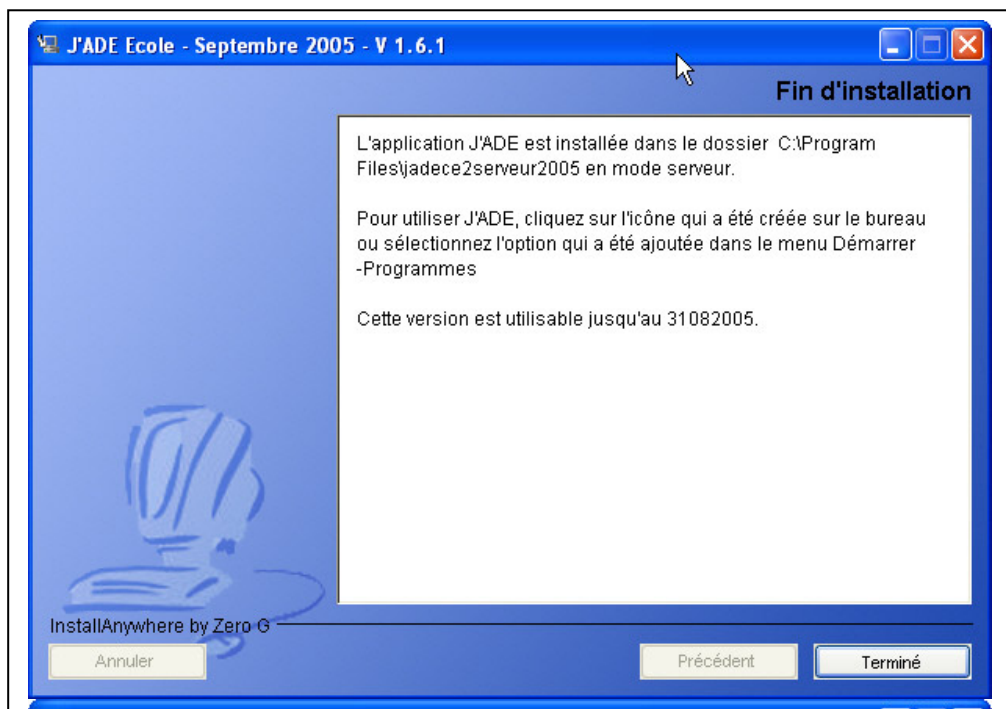 J'ADE Ecole - Septembre 2005 - V 1.6.1
Fin d'installation
L'application J'ADE est installée dans le dossier C:\Program
Files\jadece2serveur2005 en mode serveur.
Pour utiliser J'ADE, cliquez sur l'icône qui a été créée sur le bureau
ou sélectionnez l'option qui a été ajoutée dans le menu Démarrer
-Programmes
Cette version est utilisable jusqu'au 31082005.
InstallAnywhere by Zero G
Annuler
Précédent
Terminé